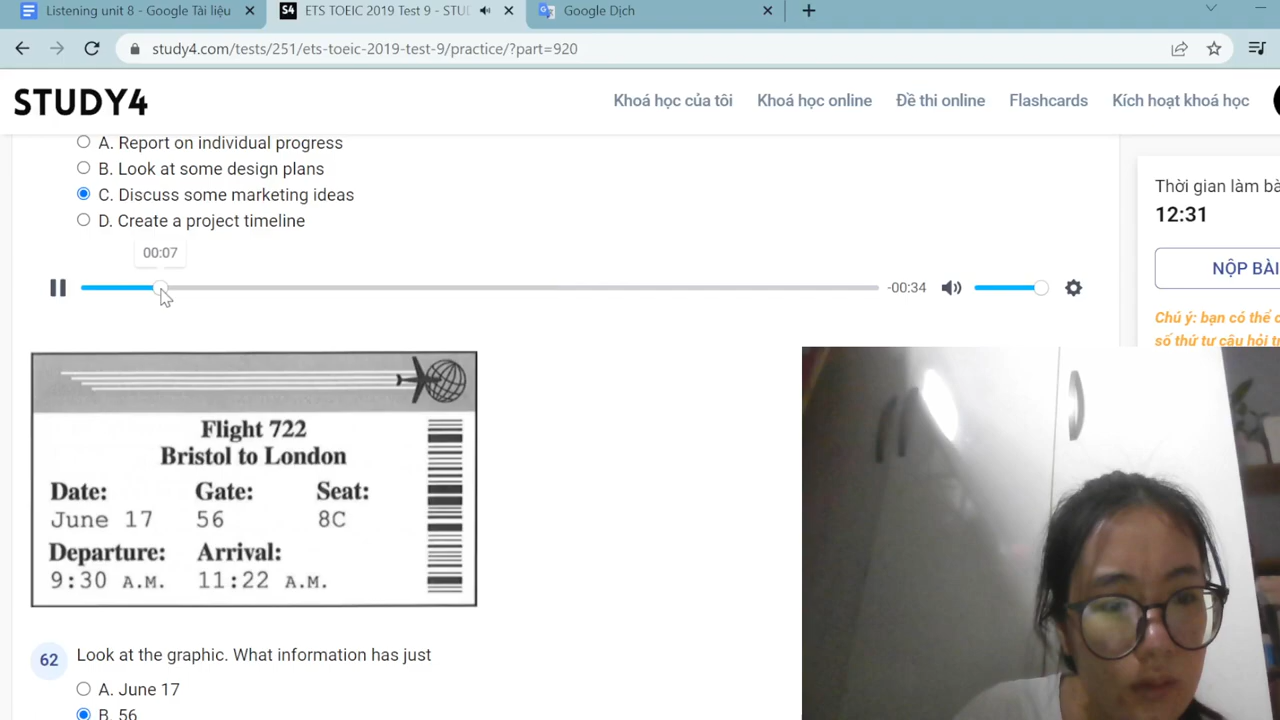 Listening unit 8 - Google Tài liệu
S4 ETS TOEIC 2019 Test 9 - STUD
Google Dịch
study4.com/tests/251/ets-toeic-2019-test-9/practice/?part=920
STUDY4
Khoá học của tôi
Khoá học online
Đề thi online
Flashcards
Kích hoạt khoá học
A. Report on individual progress
B. Look at some design plans
C. Discuss some marketing ideas
D. Create a project timeline
Thời gian làm bà
12:31
NỘP BÀI
Chú ý: bạn có thể c
số thứ tự câu hỏi tr
00:07
-00:34
Flight 722
Bristol to London
Date: Gate: Seat:
June 17 56 8C
Departure: Arrival:
9:30 A.M. 11:22 A.M.
62 Look at the graphic. What information has just
A. June 17
B. 56